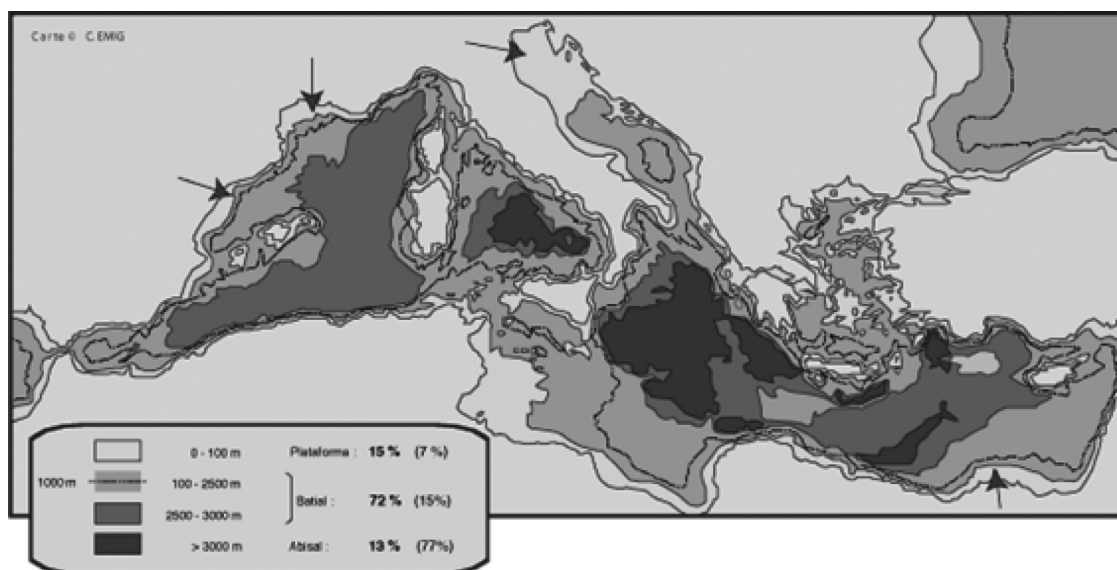 Carte © C.EMIG
0 - 100 m Plataforma : 15 % (7 %)
1000 m 100 - 2500 m
Batial : 72 % (15%)
2500 - 3000 m
> 3000 m Abisal : 13 % (77%)